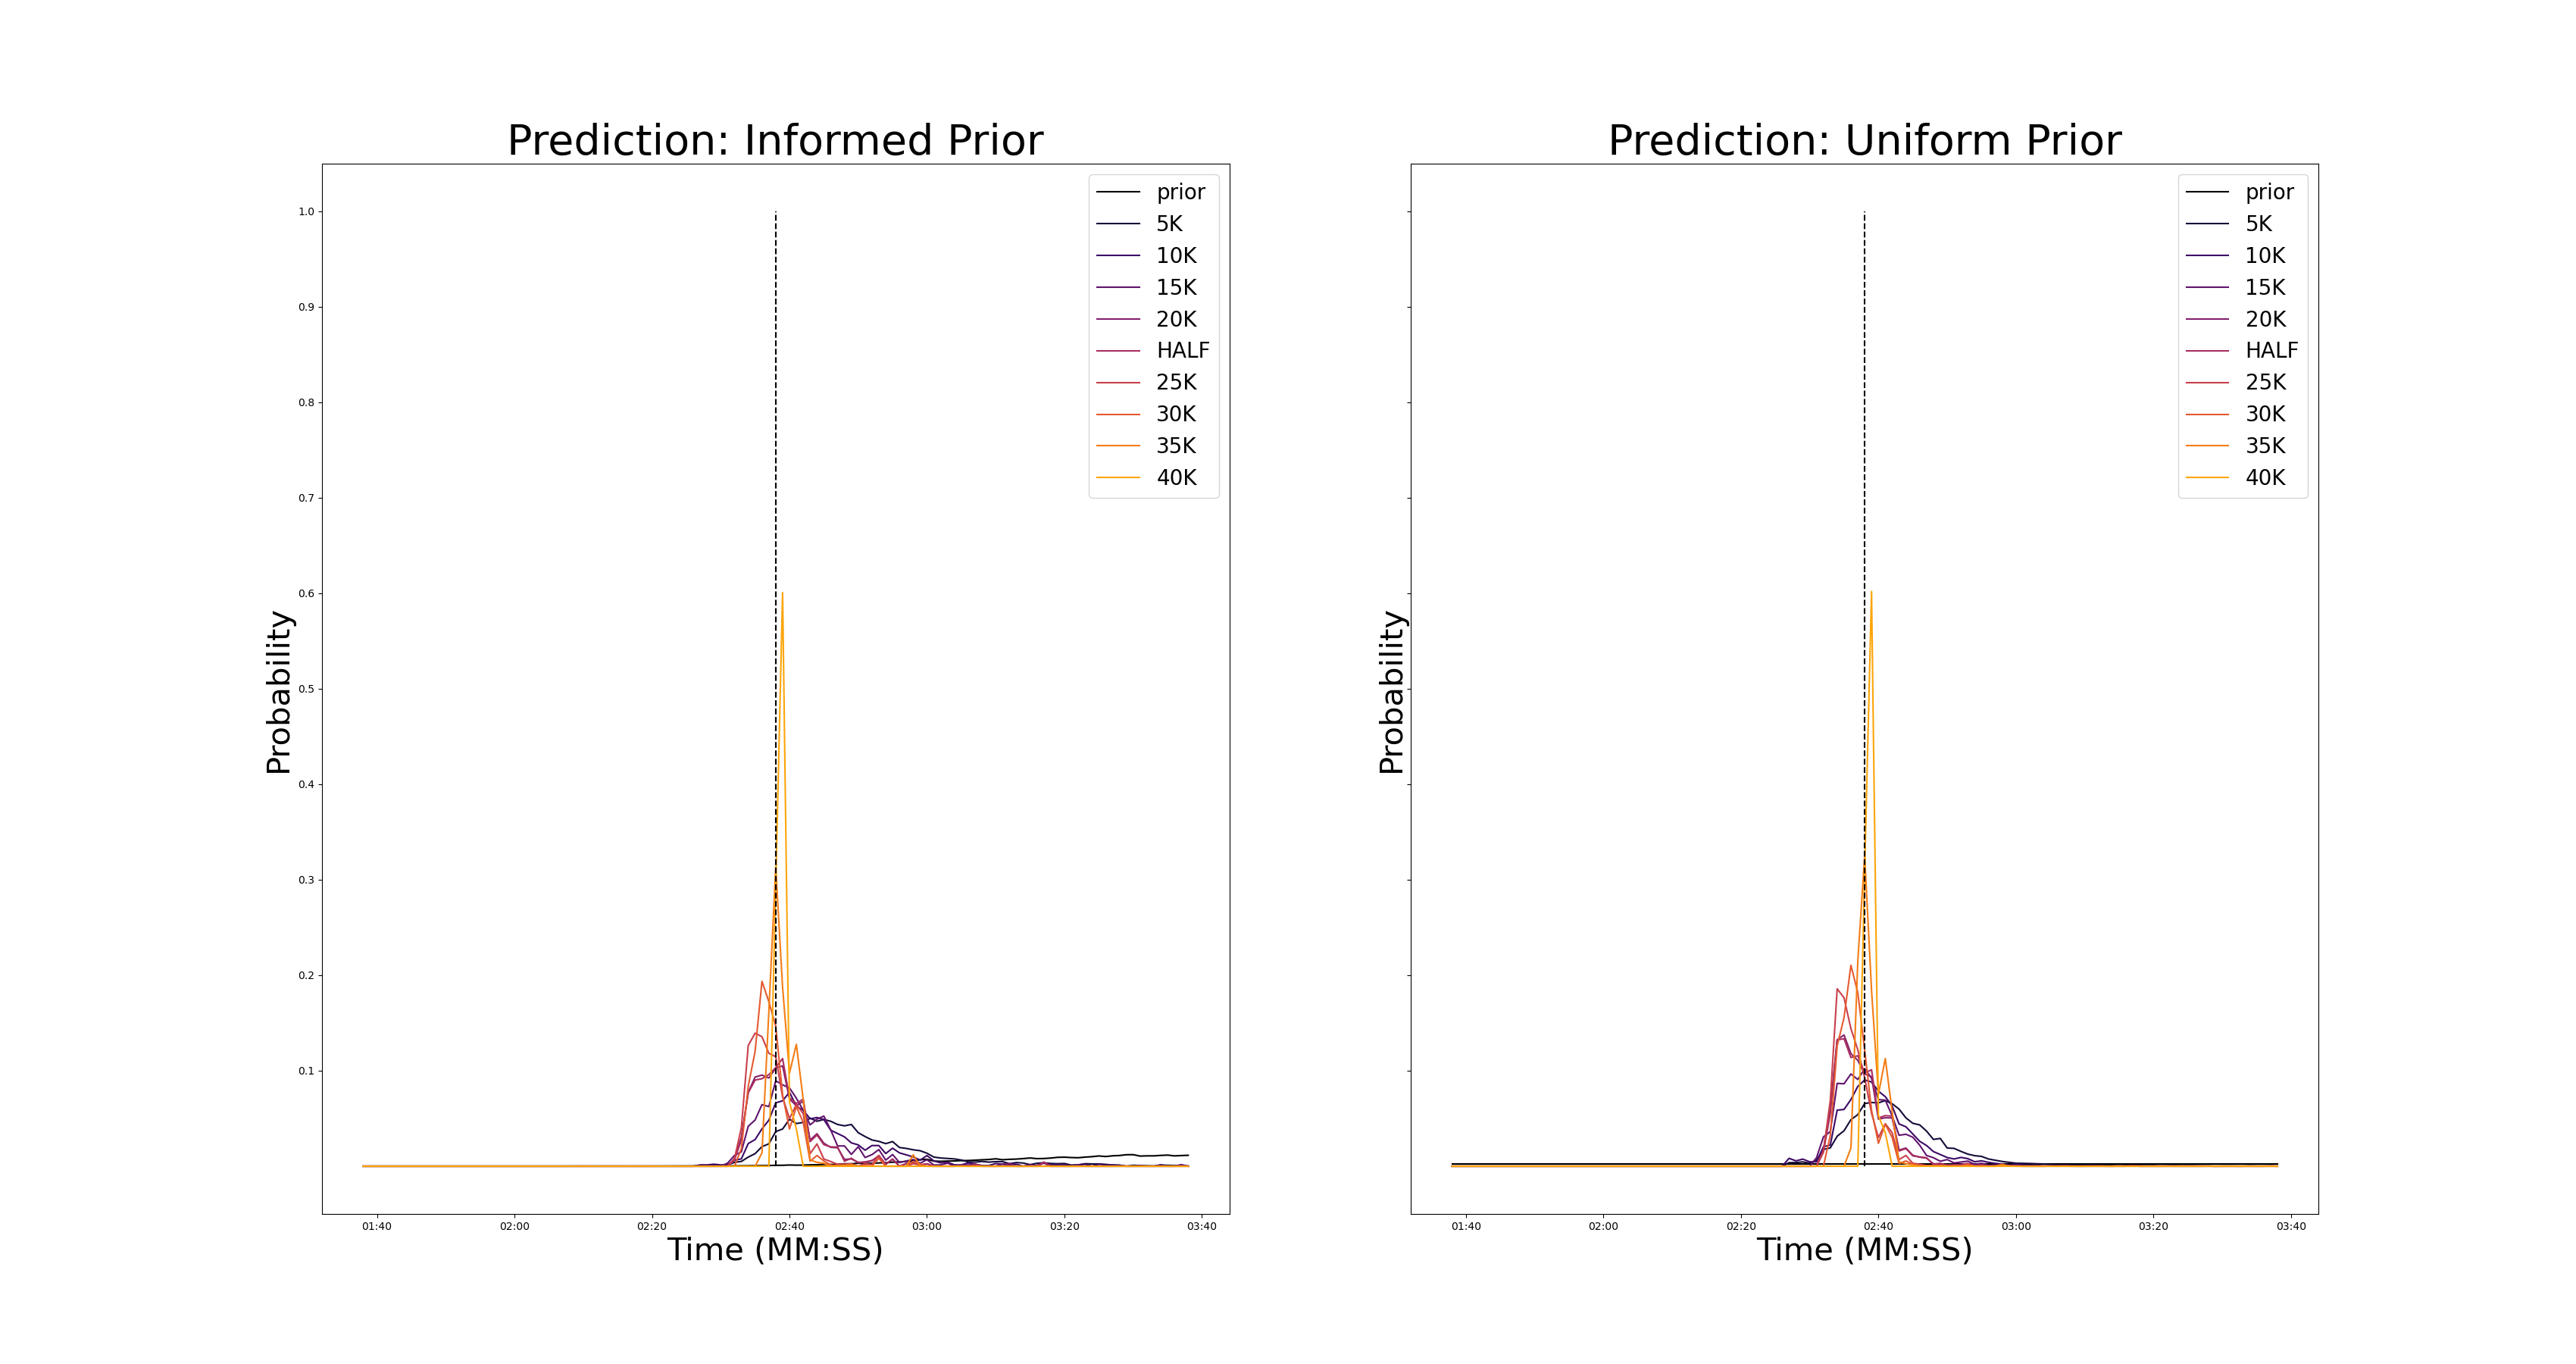 Prediction: Informed Prior
prior
5K
10K
15K
20K
HALF
25K
30K
35K
40K
1.0
0.9
0.8
0.7
0.6
0.5
0.4
0.3
0.2
0.1
Probability
01:40 02:00 02:20 02:40 03:00 03:20 03:40
Time (MM:SS)
Prediction: Uniform Prior
prior
5K
10K
15K
20K
HALF
25K
30K
35K
40K
Probability
01:40 02:00 02:20 02:40 03:00 03:20 03:40
Time (MM:SS)